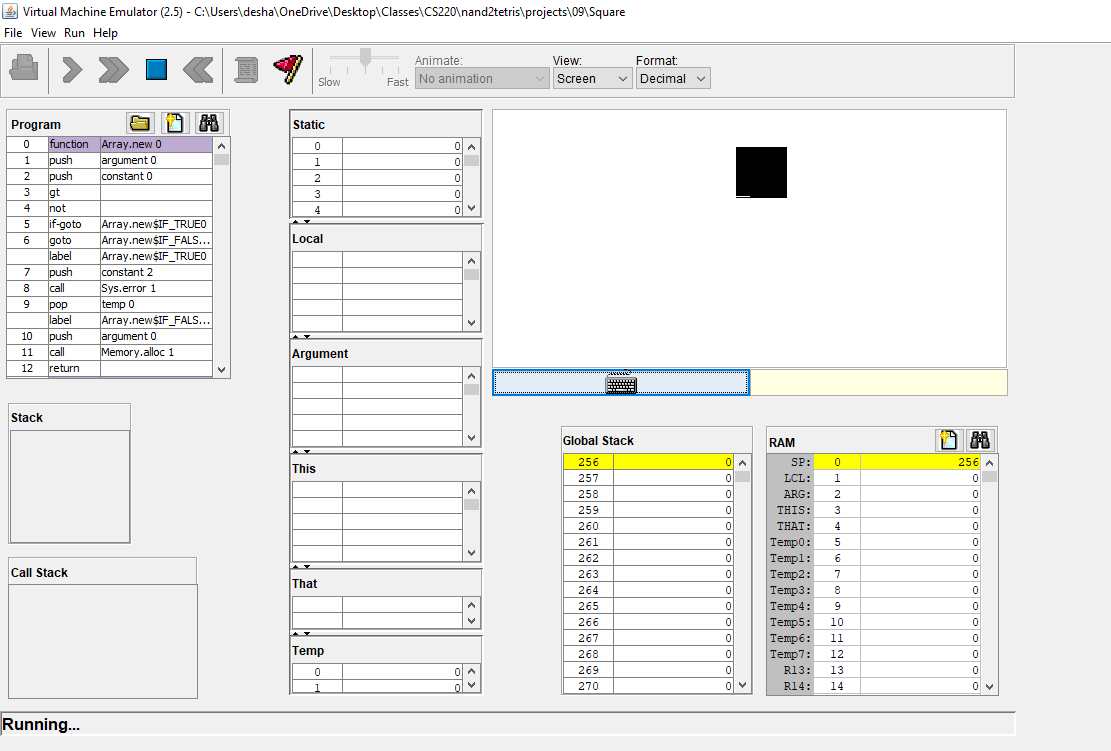 Virtual Machine Emulator (2.5) - C:\Users\desha\OneDrive\Desktop\Classes\CS220\nand2tetris\projects\09\Square
File View Run Help
Slow Fast
Animate: View: Format:
No animation Screen Decimal
Program
0 function Array.new 0
1 push argument 0
2 push constant 0
3 gt
4 not
5 if-goto Array.new$IF_TRUE0
6 goto Array.new$IF_FALS...
label Array.new$IF_TRUE0
7 push constant 2
8 call Sys.error 1
9 pop temp 0
label Array.new$IF_FALS...
10 push argument 0
11 call Memory.alloc 1
12 return
Stack
Call Stack
Static
0 0
1 0
2 0
3 0
4 0
Local
Argument
This
That
Temp
0 0
1 0
Global Stack
256 0
257 0
258 0
259 0
260 0
261 0
262 0
263 0
264 0
265 0
266 0
267 0
268 0
269 0
270 0
RAM
SP: 0 256
LCL: 1 0
ARG: 2 0
THIS: 3 0
THAT: 4 0
Temp0: 5 0
Temp1: 6 0
Temp2: 7 0
Temp3: 8 0
Temp4: 9 0
Temp5: 10 0
Temp6: 11 0
Temp7: 12 0
R13: 13 0
R14: 14 0
Running...